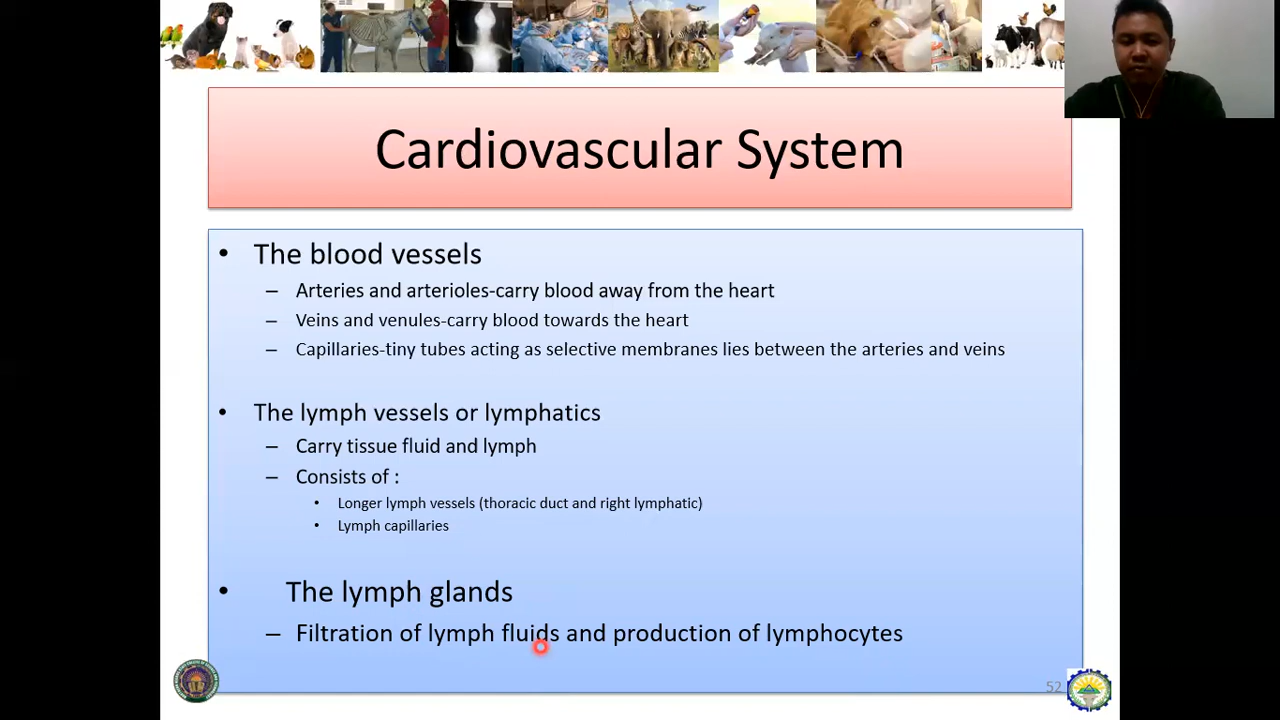 Cardiovascular System
• The blood vessels
– Arteries and arterioles-carry blood away from the heart
– Veins and venules-carry blood towards the heart
– Capillaries-tiny tubes acting as selective membranes lies between the arteries and veins
• The lymph vessels or lymphatics
– Carry tissue fluid and lymph
– Consists of :
• Longer lymph vessels (thoracic duct and right lymphatic)
• Lymph capillaries
• The lymph glands
– Filtration of lymph fluids and production of lymphocytes
52